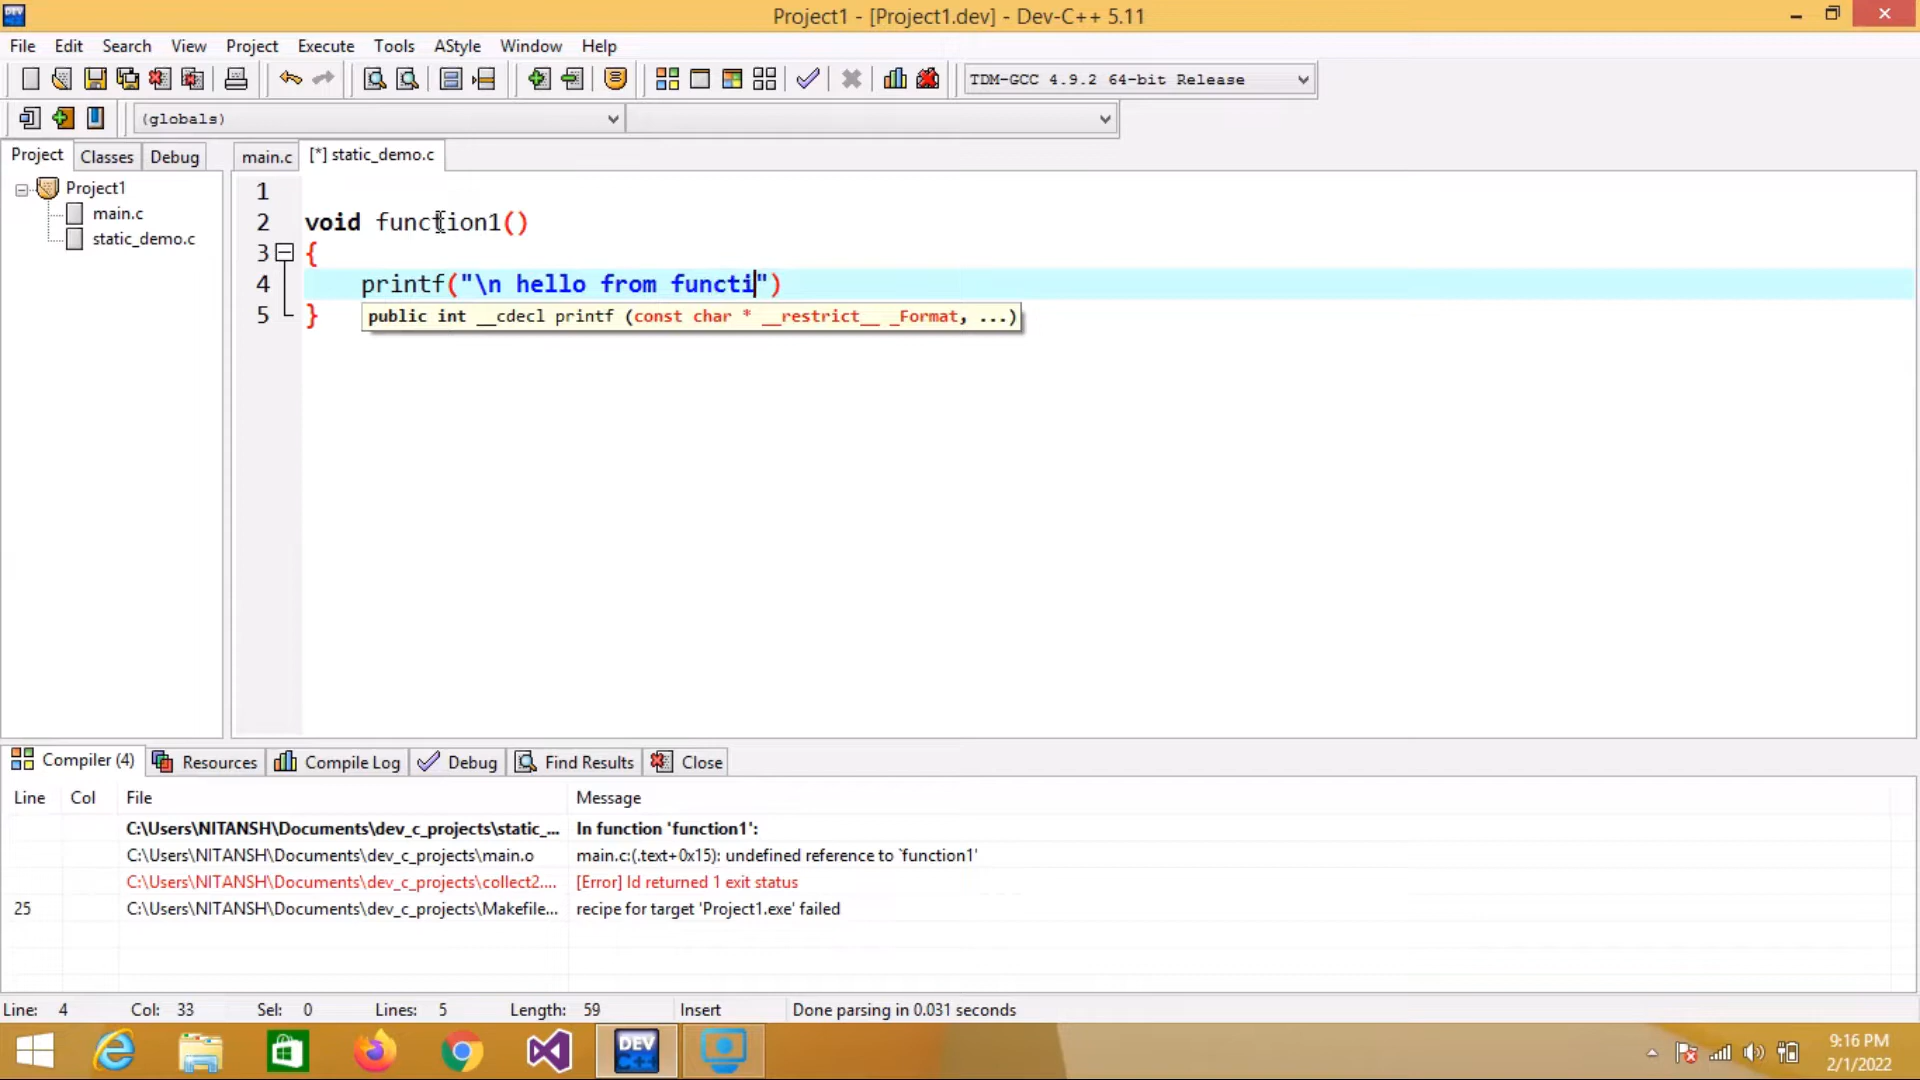 DEV
Project1 - [Project1.dev] - Dev-C++ 5.11
File Edit Search View Project Execute Tools AStyle Window Help
TDM-GCC 4.9.2 64-bit Release
(globals)
Project Classes Debug
main.c [*] static_demo.c
Project1
main.c
static_demo.c
1
2 void function1()
3 {
4 printf("\n hello from functi")
5 }
public int __cdecl printf (const char * __restrict__ _Format, ...)
Compiler (4) Resources Compile Log Debug Find Results Close
Line Col File Message
C:\Users\NITANSH\Documents\dev_c_projects\static_... In function 'function1':
C:\Users\NITANSH\Documents\dev_c_projects\main.o main.c:(.text+0x15): undefined reference to `function1'
C:\Users\NITANSH\Documents\dev_c_projects\collect2.... [Error] ld returned 1 exit status
25 C:\Users\NITANSH\Documents\dev_c_projects\Makefile... recipe for target 'Project1.exe' failed
Line: 4 Col: 33 Sel: 0 Lines: 5 Length: 59 Insert Done parsing in 0.031 seconds
DEV
C++
9:16 PM
2/1/2022